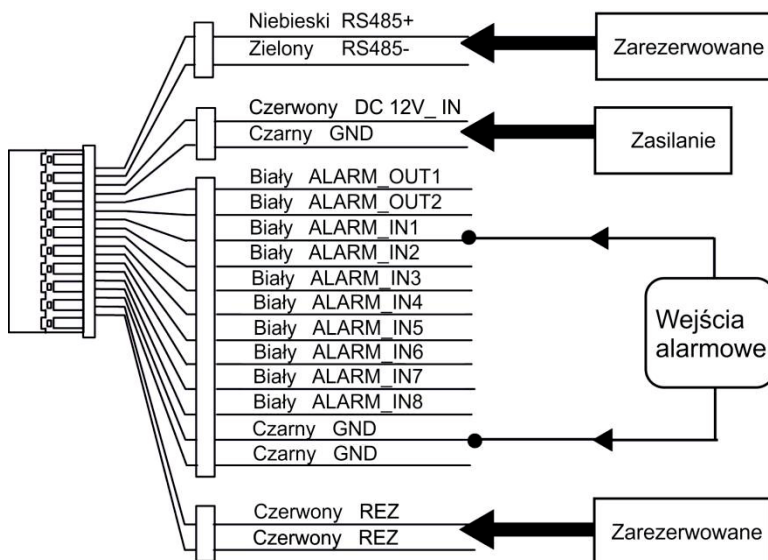 Niebieski RS485+
Zielony RS485-
Zarezerwowane
Czerwony DC 12V_ IN
Czarny GND
Zasilanie
Biały ALARM_OUT1
Biały ALARM_OUT2
Biały ALARM_IN1
Biały ALARM_IN2
Biały ALARM_IN3
Biały ALARM_IN4
Biały ALARM_IN5
Biały ALARM_IN6
Biały ALARM_IN7
Biały ALARM_IN8
Czarny GND
Czarny GND
Wejścia
alarmowe
Czerwony REZ
Czerwony REZ
Zarezerwowane